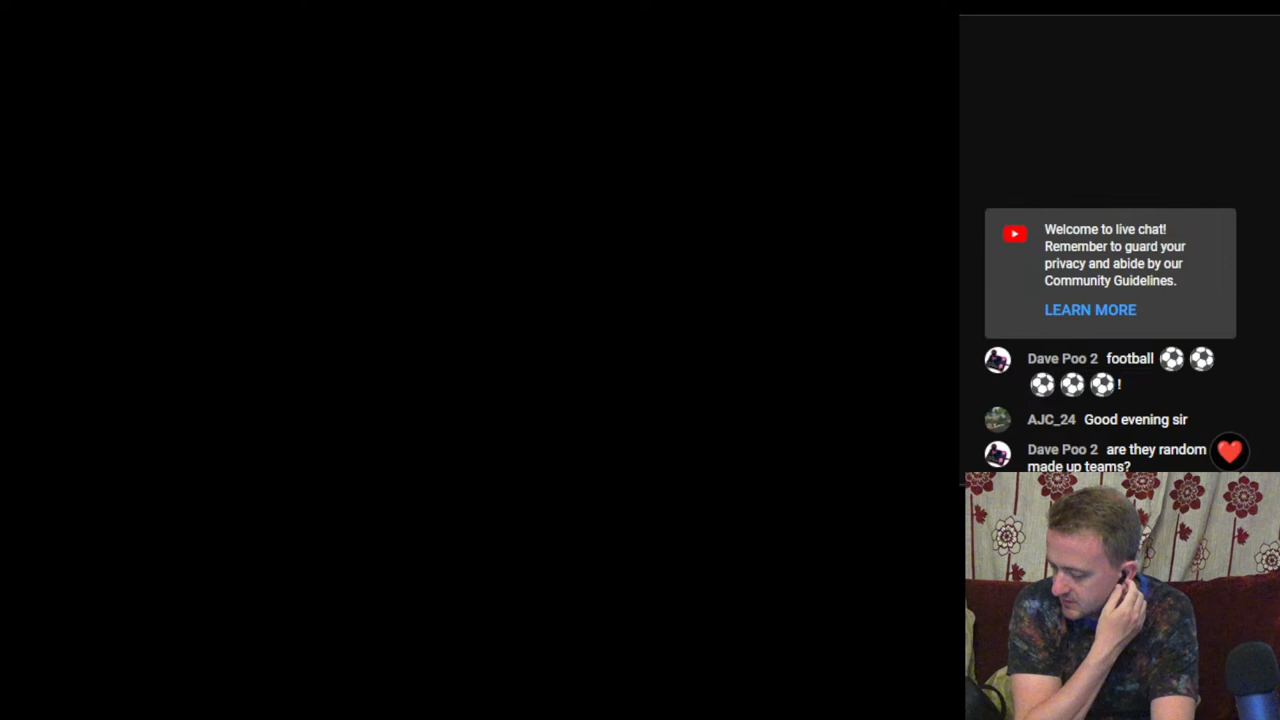 Welcome to live chat!
Remember to guard your
privacy and abide by our
Community Guidelines.
LEARN MORE
Dave Poo 2 football ⚽ ⚽
⚽ ⚽ ⚽ !
AJC_24 Good evening sir
Dave Poo 2 are they random
made up teams?